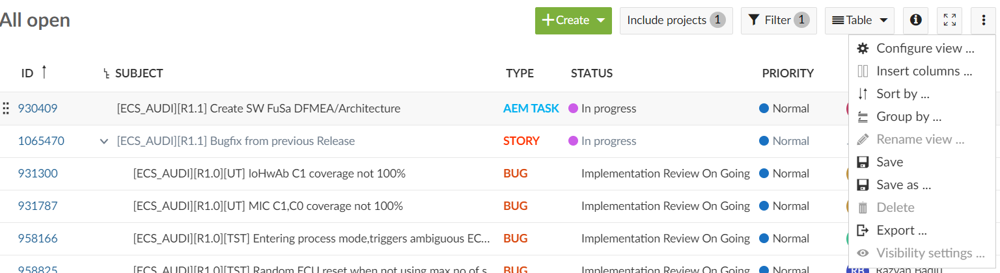 All open
Create
Include projects 1
Filter 1
Table
ID SUBJECT TYPE STATUS PRIORITY
930409 [ECS_AUDI][R1.1] Create SW FuSa DFMEA/Architecture AEM TASK In progress Normal
1065470 [ECS_AUDI][R1.1] Bugfix from previous Release STORY In progress Normal
931300 [ECS_AUDI][R1.0][UT] IoHwAb C1 coverage not 100% BUG Implementation Review On Going Normal
931787 [ECS_AUDI][R1.0][UT] MIC C1,C0 coverage not 100% BUG Implementation Review On Going Normal
958166 [ECS_AUDI][R1.0][TST] Entering process mode,triggers ambiguous EC... BUG Implementation Review On Going Normal
958825 [ECS_AUDI][R1.0][TST] Random ECU reset when not using max no of s BUG Implementation Review On Going Normal RB Razvan Badiu
Configure view ...
Insert columns ...
Sort by ...
Group by ...
Rename view ...
Save
Save as ...
Delete
Export ...
Visibility settings ...